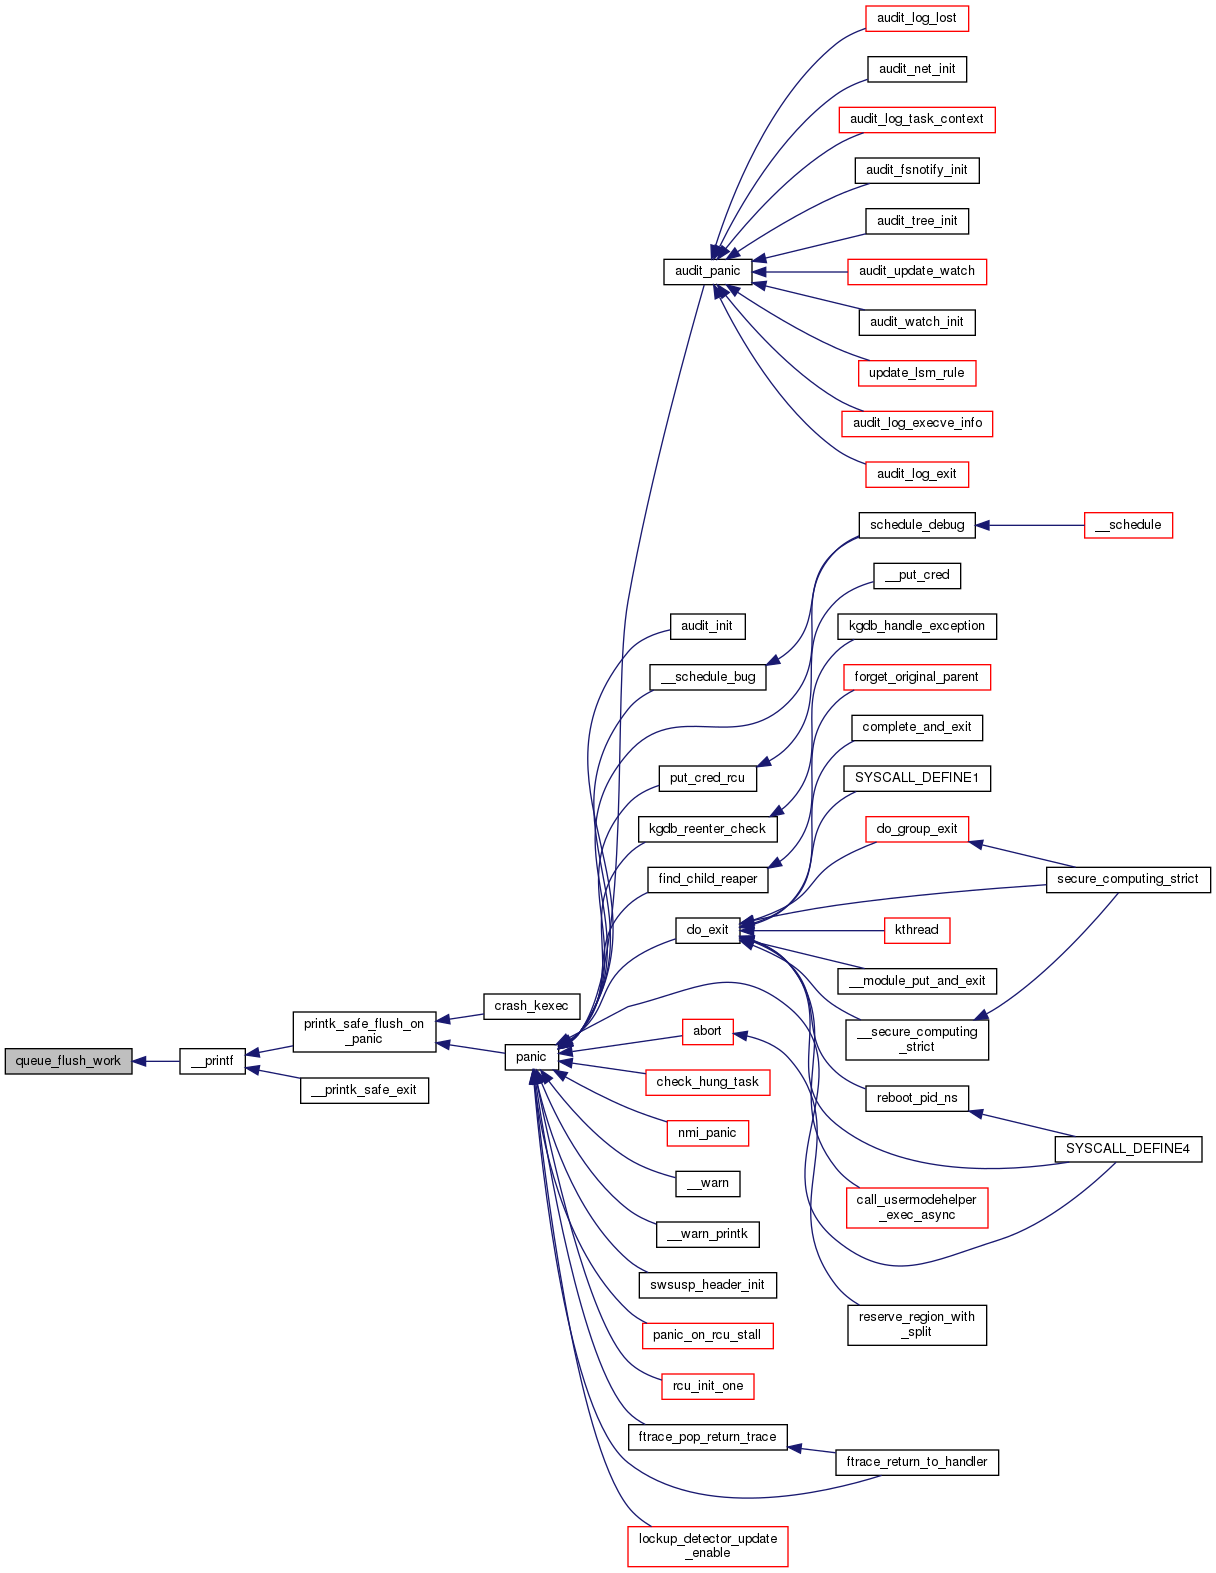 audit_log_lost
audit_net_init
audit_log_task_context
audit_fsnotify_init
audit_tree_init
audit_panic
audit_update_watch
audit_watch_init
update_lsm_rule
audit_log_execve_info
audit_log_exit
schedule_debug
__schedule
__put_cred
audit_init
kgdb_handle_exception
__schedule_bug
forget_original_parent
complete_and_exit
put_cred_rcu
SYSCALL_DEFINE1
kgdb_reenter_check
do_group_exit
find_child_reaper
secure_computing_strict
do_exit
kthread
__module_put_and_exit
crash_kexec
printk_safe_flush_on
_panic
abort
__secure_computing
_strict
queue_flush_work
__printf
panic
check_hung_task
__printk_safe_exit
reboot_pid_ns
nmi_panic
SYSCALL_DEFINE4
__warn
call_usermodehelper
_exec_async
__warn_printk
swsusp_header_init
reserve_region_with
_split
panic_on_rcu_stall
rcu_init_one
ftrace_pop_return_trace
ftrace_return_to_handler
lockup_detector_update
_enable